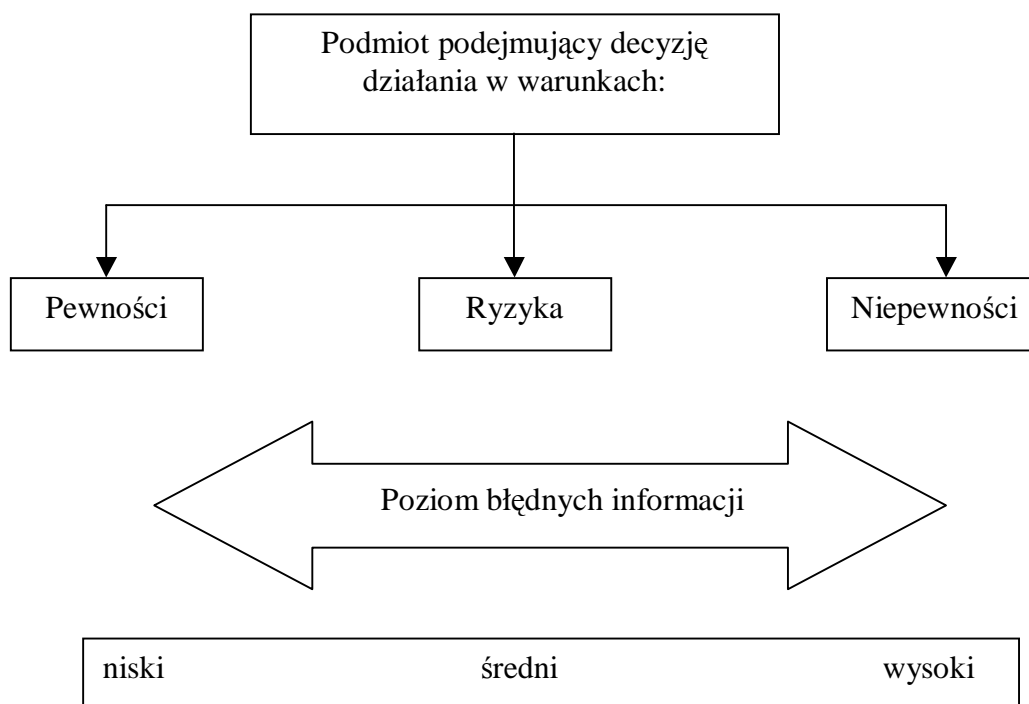 Podmiot podejmujący decyzję
działania w warunkach:
Pewności
Ryzyka
Niepewności
Poziom błędnych informacji
niski średni wysoki